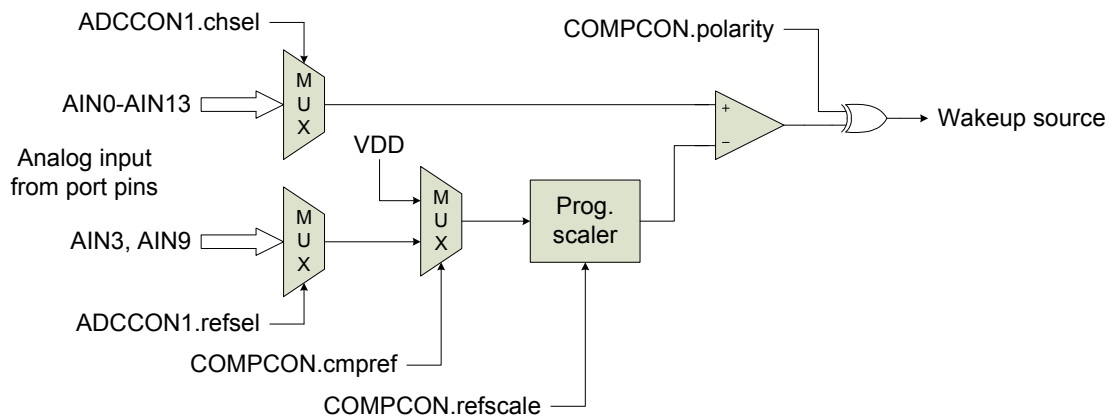 ADCCON1.chsel
COMPCON.polarity
M
U
X
AIN0-AIN13
+
Wakeup source
VDD
−
Analog input
from port pins
M
U
X
M
U
X
Prog.
scaler
AIN3, AIN9
ADCCON1.refsel
COMPCON.cmpref
COMPCON.refscale